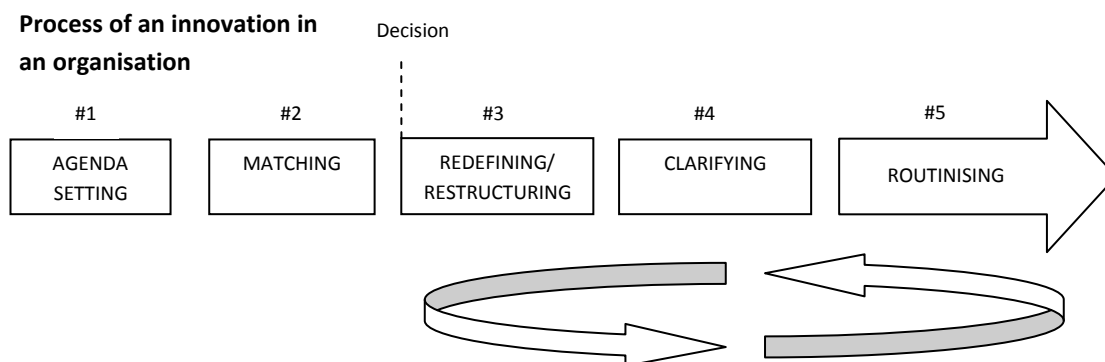 Process of an innovation in
an organisation
Decision
#1
#2
#3
#4
#5
AGENDA
SETTING
MATCHING
REDEFINING/
RESTRUCTURING
CLARIFYING
ROUTINISING